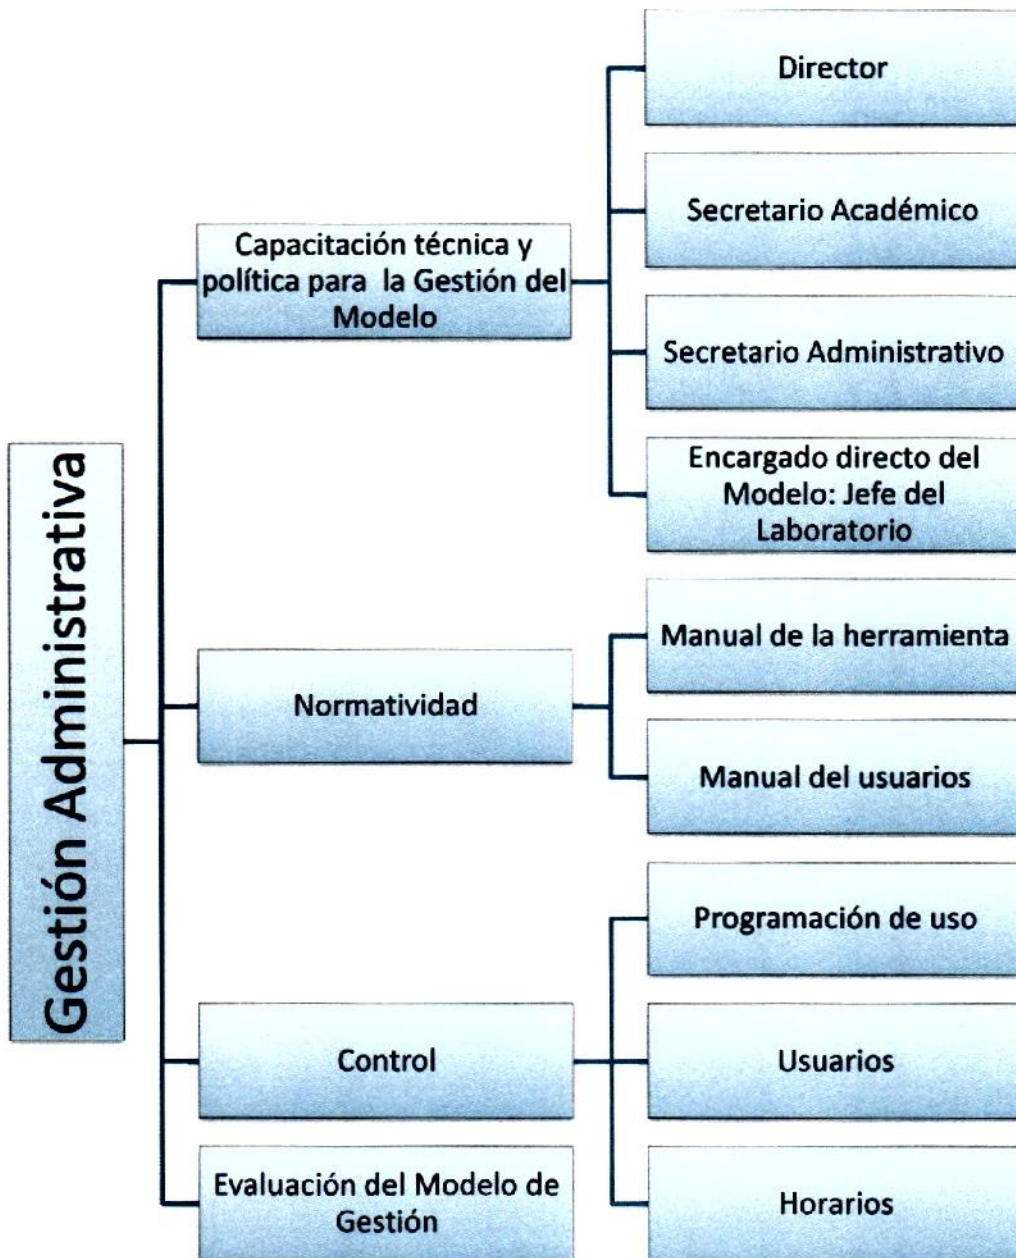 Gestión Administrativa
Capacitación técnica y
política para la Gestión del
Modelo
Director
Secretario Académico
Secretario Administrativo
Encargado directo del
Modelo: Jefe del
Laboratorio
Normatividad
Manual de la herramienta
Manual del usuarios
Control
Programación de uso
Usuarios
Horarios
Evaluación del Modelo de
Gestión